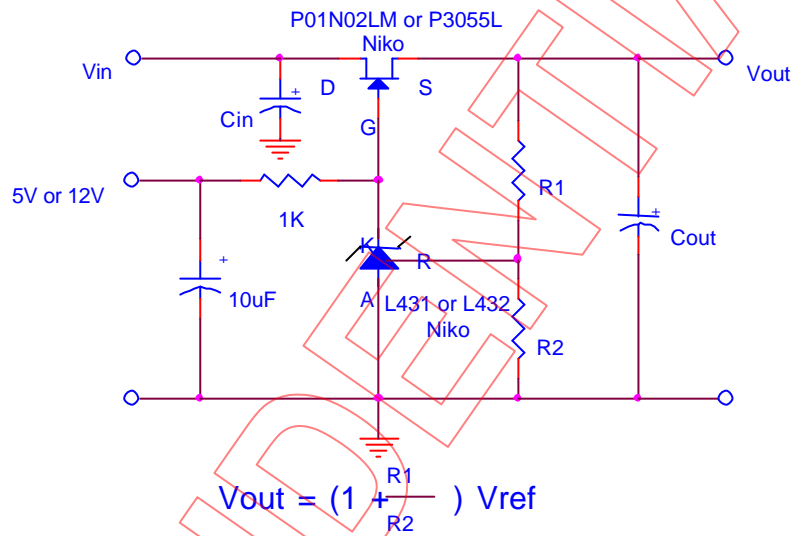 P01N02LM or P3055L
Niko
Vin
D
S
Vout
Cin
G
5V or 12V
1K
R1
Cout
K
R
10uF
A
L431 or L432
Niko
R2
Vout = (1 + R1/R2 ) Vref